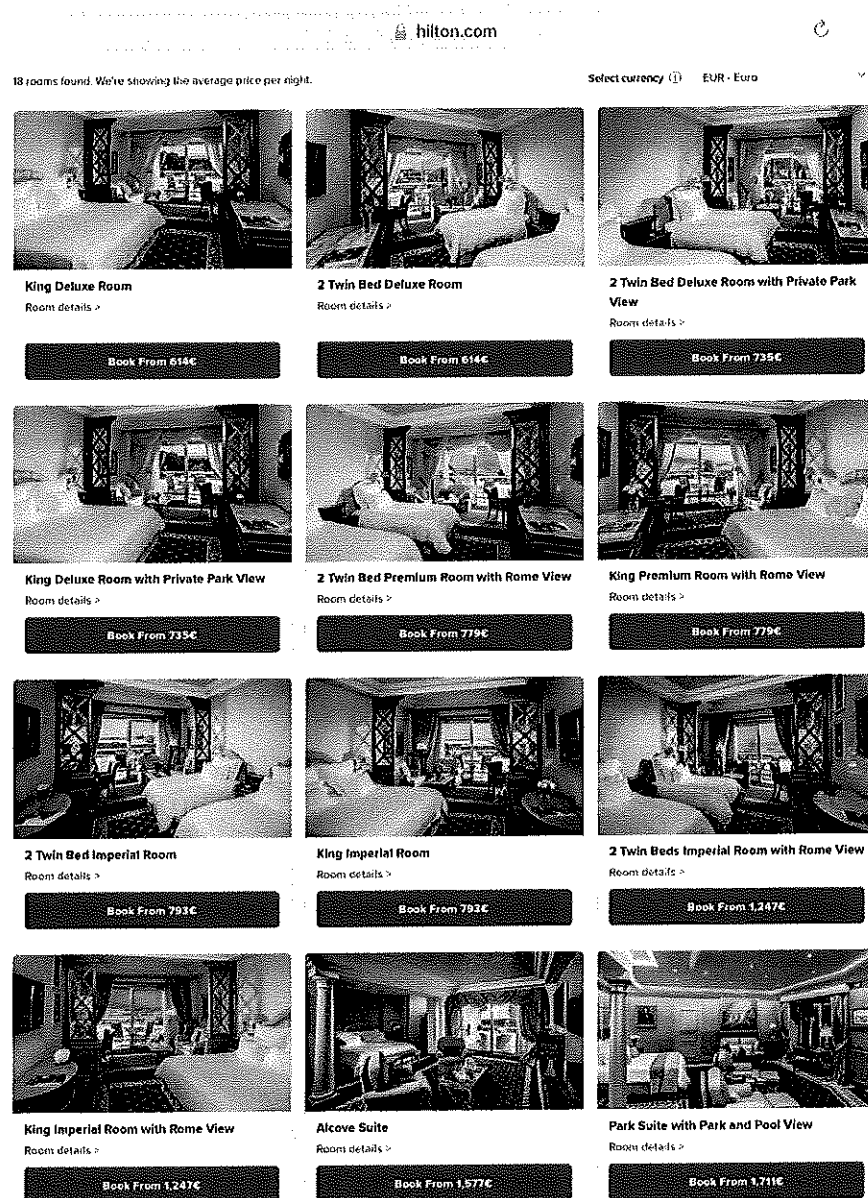 hilton.com
18 rooms found. We're showing the average price per night.
Select currency EUR - Euro
King Deluxe Room
Room details >
Book From 614€
2 Twin Bed Deluxe Room
Room details >
Book From 614€
2 Twin Bed Deluxe Room with Private Park
View
Room details >
Book From 735€
King Deluxe Room with Private Park View
Room details >
Book From 735€
2 Twin Bed Premium Room with Rome View
Room details >
Book From 779€
King Premium Room with Rome View
Room details >
Book From 779€
2 Twin Bed Imperial Room
Room details >
Book From 793€
King Imperial Room
Room details >
Book From 793€
2 Twin Beds Imperial Room with Rome View
Room details >
Book From 1,247€
King Imperial Room with Rome View
Room details >
Book From 1,247€
Alcove Suite
Room details >
Book From 1,577€
Park Suite with Park and Pool View
Room details >
Book From 1,711€